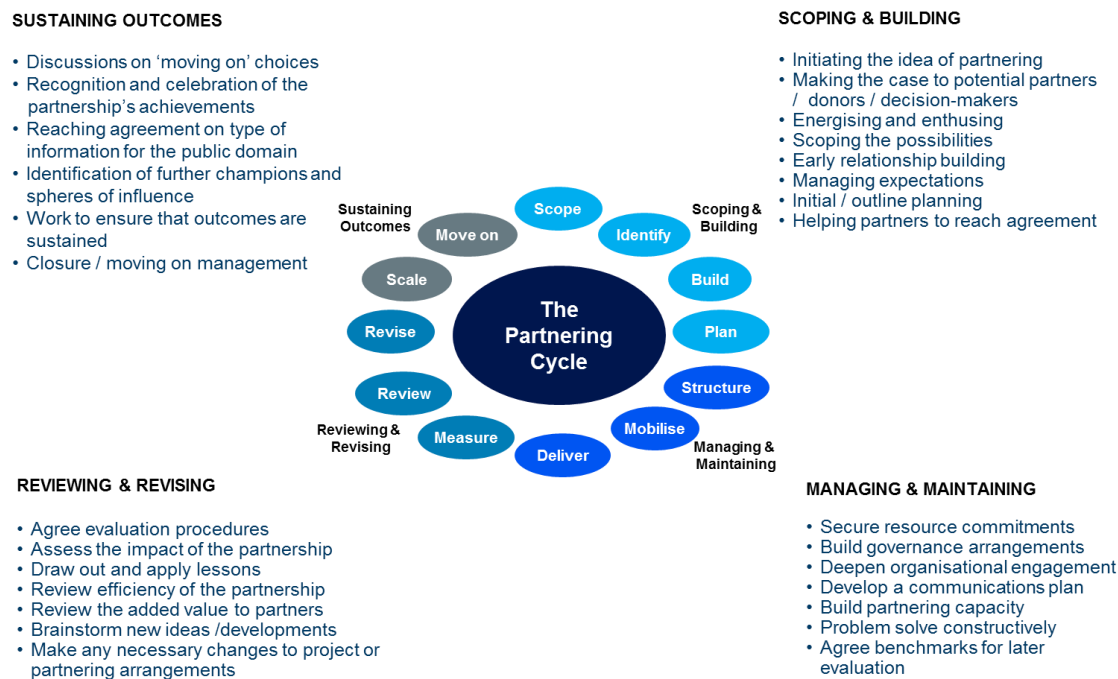 SUSTAINING OUTCOMES
• Discussions on ‘moving on’ choices
• Recognition and celebration of the
partnership’s achievements
• Reaching agreement on type of
information for the public domain
• Identification of further champions and
spheres of influence
• Work to ensure that outcomes are
sustained
• Closure / moving on management
SCOPING & BUILDING
• Initiating the idea of partnering
• Making the case to potential partners
/ donors / decision-makers
• Energising and enthusing
• Scoping the possibilities
• Early relationship building
• Managing expectations
• Initial / outline planning
• Helping partners to reach agreement
Sustaining
Outcomes
Scoping &
Building
Scope
Identify
Build
Plan
Structure
Mobilise
Deliver
Measure
Review
Revise
Scale
Move on
The
Partnering
Cycle
Reviewing &
Revising
Managing &
Maintaining
REVIEWING & REVISING
• Agree evaluation procedures
• Assess the impact of the partnership
• Draw out and apply lessons
• Review efficiency of the partnership
• Review the added value to partners
• Brainstorm new ideas /developments
• Make any necessary changes to project or
partnering arrangements
MANAGING & MAINTAINING
• Secure resource commitments
• Build governance arrangements
• Deepen organisational engagement
• Develop a communications plan
• Build partnering capacity
• Problem solve constructively
• Agree benchmarks for later
evaluation